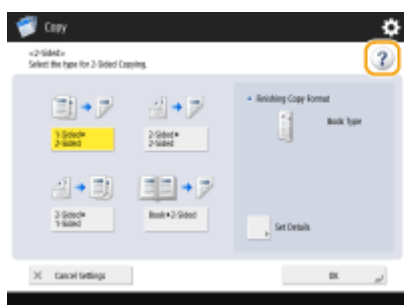 Copy
<2-Sided>
Select the type for 2-Sided Copying.
?
Finishing Copy Format
Book Type
1-Sided▶
2-Sided
2-Sided▶
2-Sided
2-Sided▶
1-Sided
Book▶2-Sided
Set Details
Cancel Settings
OK